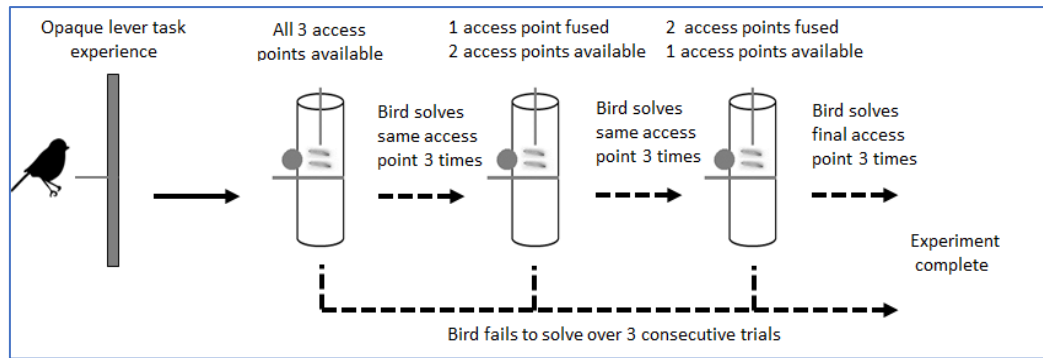 Opaque lever task
experience
All 3 access
points available
1 access point fused
2 access points available
2 access points fused
1 access points available
Bird solves
same access
point 3 times
Bird solves
same access
point 3 times
Bird solves
final access
point 3 times
Experiment
complete
Bird fails to solve over 3 consecutive trials